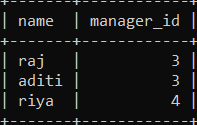 +-------+------------+
| name  | manager_id |
+-------+------------+
| raj   |          3 |
| aditi |          3 |
| riya  |          4 |
+-------+------------+